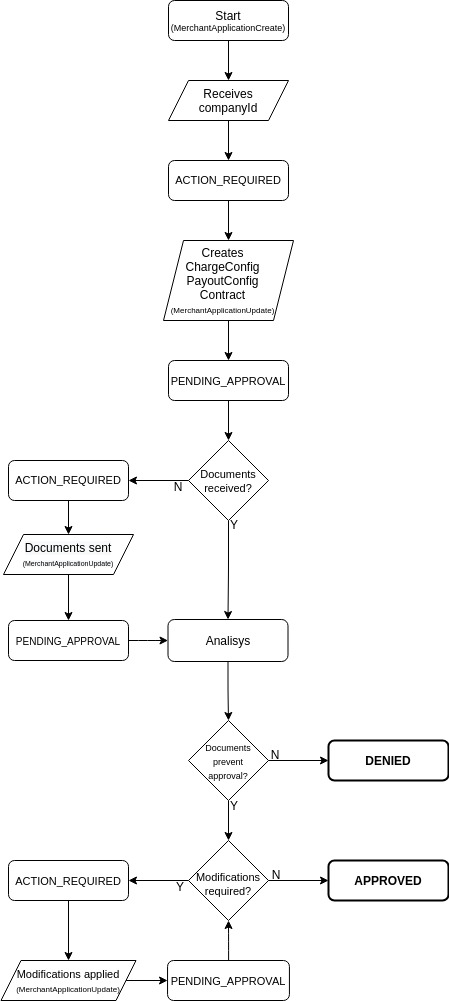 Start
(MerchantApplicationCreate)
Receives
companyId
ACTION_REQUIRED
Creates
ChargeConfig
PayoutConfig
Contract
(MerchantApplicationUpdate)
PENDING_APPROVAL
Documents
received?
N
Y
ACTION_REQUIRED
Documents sent
(MerchantApplicationUpdate)
PENDING_APPROVAL
Analisys
Documents
prevent
approval?
N
DENIED
Y
Modifications
required?
N
APPROVED
Y
ACTION_REQUIRED
Modifications applied
(MerchantApplicationUpdate)
PENDING_APPROVAL